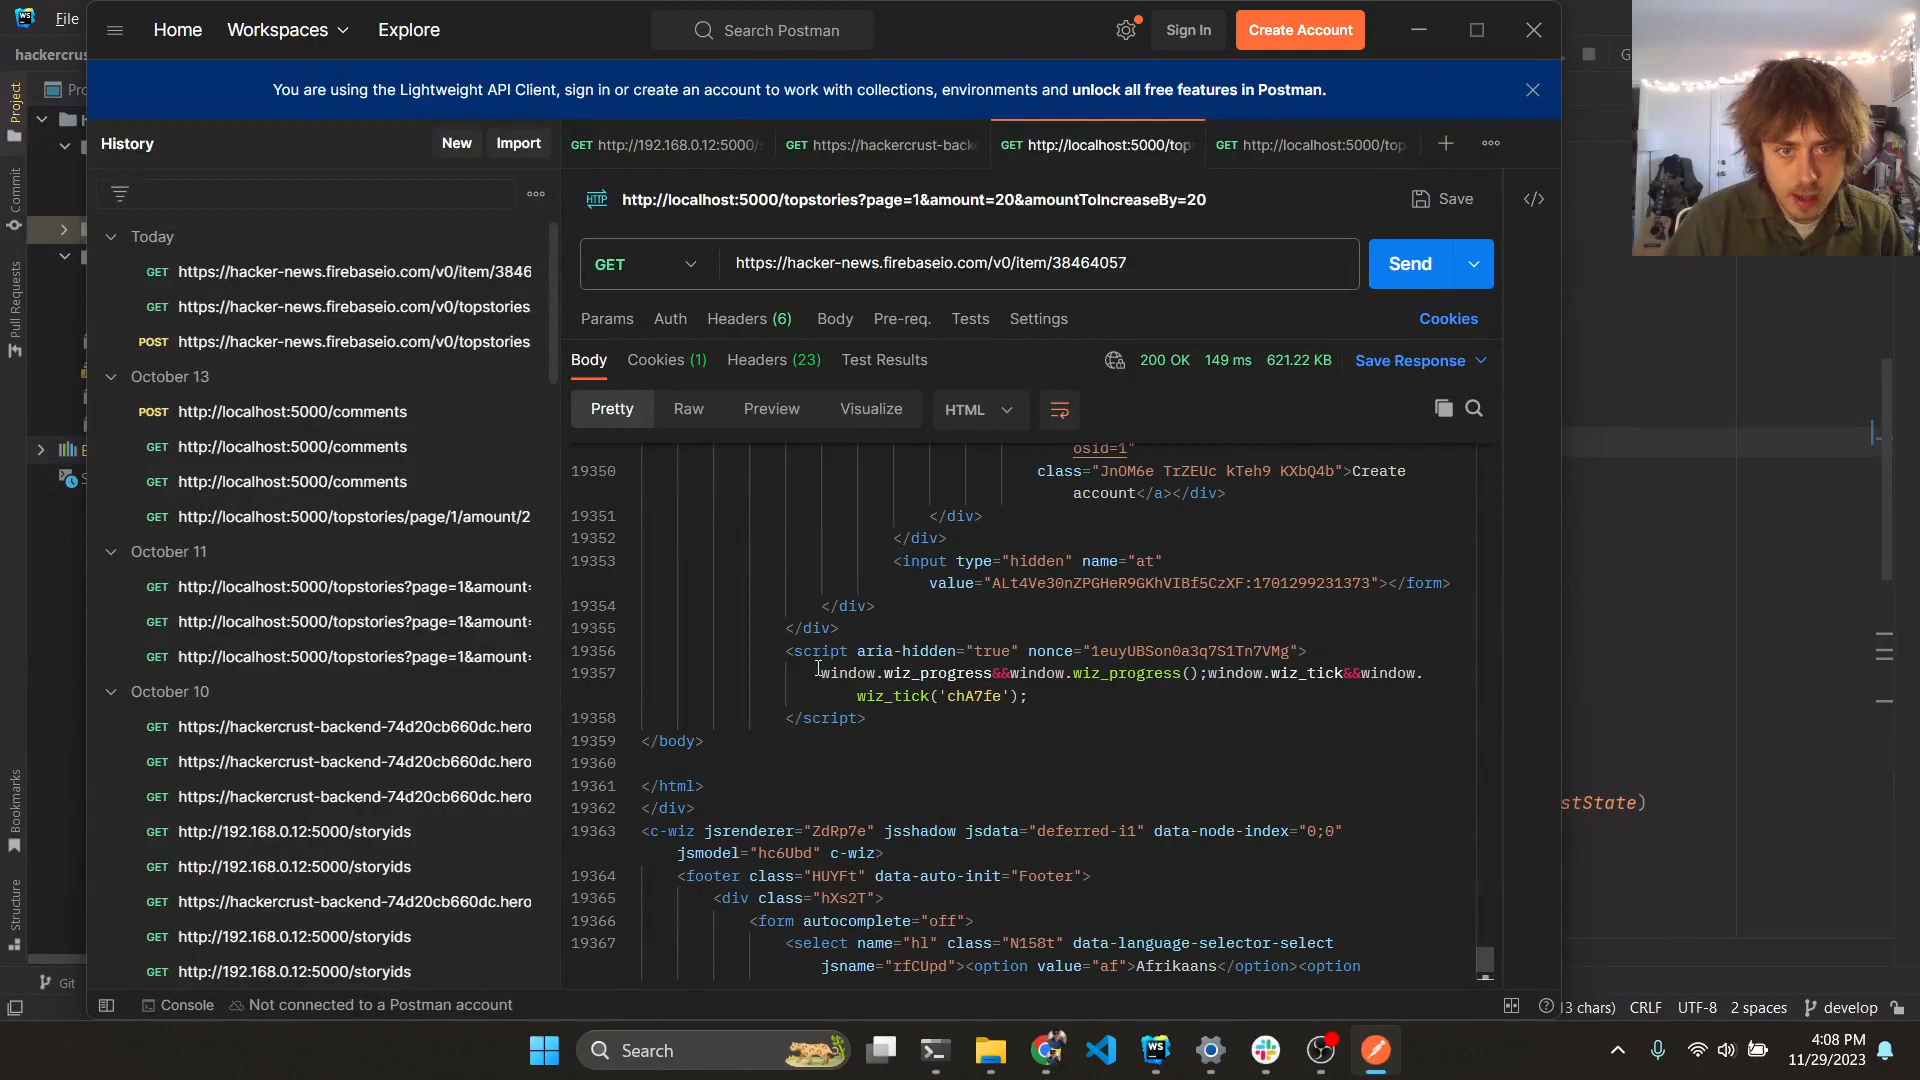 File
Home
Workspaces
Explore
Search Postman
Sign In
Create Account
hackercrus
You are using the Lightweight API Client, sign in or create an account to work with collections, environments and unlock all free features in Postman.
Project
Commit
Pull Requests
Bookmarks
Structure
History
New
Import
GET http://192.168.0.12:5000/
GET https://hackercrust-back
GET http://localhost:5000/top
GET http://localhost:5000/top
HTTP
http://localhost:5000/topstories?page=1&amount=20&amountToIncreaseBy=20
Save
GET
https://hacker-news.firebaseio.com/v0/item/38464057
Send
Params
Auth
Headers (6)
Body
Pre-req.
Tests
Settings
Cookies
Body
Cookies (1)
Headers (23)
Test Results
200 OK
149 ms
621.22 KB
Save Response
Pretty
Raw
Preview
Visualize
HTML
Today
GET https://hacker-news.firebaseio.com/v0/item/3846
GET https://hacker-news.firebaseio.com/v0/topstories
POST https://hacker-news.firebaseio.com/v0/topstories
October 13
POST http://localhost:5000/comments
GET http://localhost:5000/comments
GET http://localhost:5000/comments
GET http://localhost:5000/topstories/page/1/amount/2
October 11
GET http://localhost:5000/topstories?page=1&amount=
GET http://localhost:5000/topstories?page=1&amount=
GET http://localhost:5000/topstories?page=1&amount=
October 10
GET https://hackercrust-backend-74d20cb660dc.hero
GET https://hackercrust-backend-74d20cb660dc.hero
GET https://hackercrust-backend-74d20cb660dc.hero
GET http://192.168.0.12:5000/storyids
GET http://192.168.0.12:5000/storyids
GET https://hackercrust-backend-74d20cb660dc.hero
GET http://192.168.0.12:5000/storyids
GET http://192.168.0.12:5000/storyids
osid=1"
19350 class="JnOM6e TrZEUc kTeh9 KXbQ4b">Create
account</a></div>
19351 </div>
19352 </div>
19353 <input type="hidden" name="at"
value="ALt4Ve30nZPGHeR9GKhVIBf5CzXF:1701299231373"></form>
19354 </div>
19355 </div>
19356 <script aria-hidden="true" nonce="1euyUBSon0a3q7S1Tn7VMg">
19357 window.wiz_progress&&window.wiz_progress();window.wiz_tick&&window.
wiz_tick('chA7fe');
19358 </script>
19359 </body>
19360
19361 </html>
19362 </div>
19363 <c-wiz jsrenderer="ZdRp7e" jsshadow jsdata="deferred-i1" data-node-index="0;0"
jsmodel="hc6Ubd" c-wiz>
19364 <footer class="HUYFt" data-auto-init="Footer">
19365 <div class="hXs2T">
19366 <form autocomplete="off">
19367 <select name="hl" class="N158t" data-language-selector-select
jsname="rfCUpd"><option value="af">Afrikaans</option><option
stState)
Git
Console
Not connected to a Postman account
3 chars)
CRLF
UTF-8
2 spaces
develop
Search
WS
4:08 PM
11/29/2023